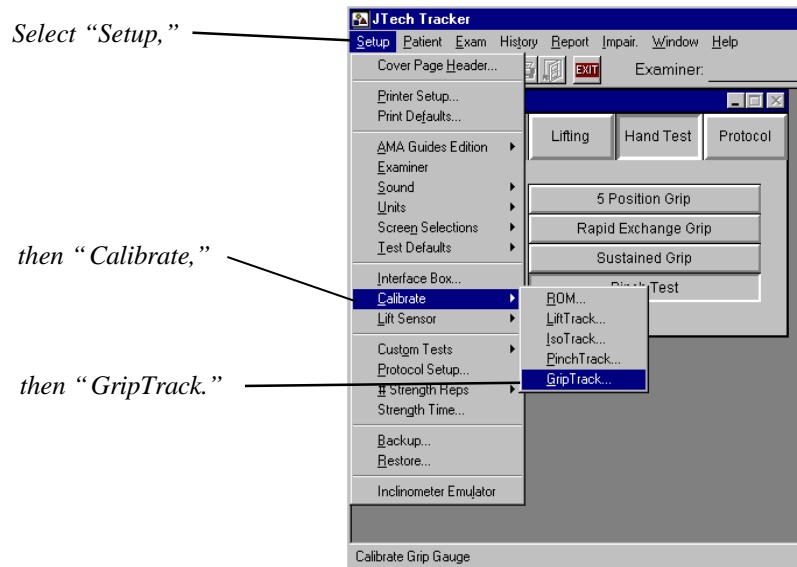 JTech Tracker
Select “Setup,”
Setup Patient Exam History Report Impair. Window Help
Cover Page Header...
EXIT Examiner:
Printer Setup...
Print Defaults...
Lifting Hand Test Protocol
AMA Guides Edition
Examiner
Sound
Units
Screen Selections
Test Defaults
5 Position Grip
Rapid Exchange Grip
Sustained Grip
Pinch Test
then “Calibrate,”
Interface Box...
Calibrate
Lift Sensor
ROM...
LiftTrack...
IsoTrack...
PinchTrack...
GripTrack...
Custom Tests
Protocol Setup...
# Strength Reps
Strength Time...
then “GripTrack.”
Backup...
Restore...
Inclinometer Emulator
Calibrate Grip Gauge